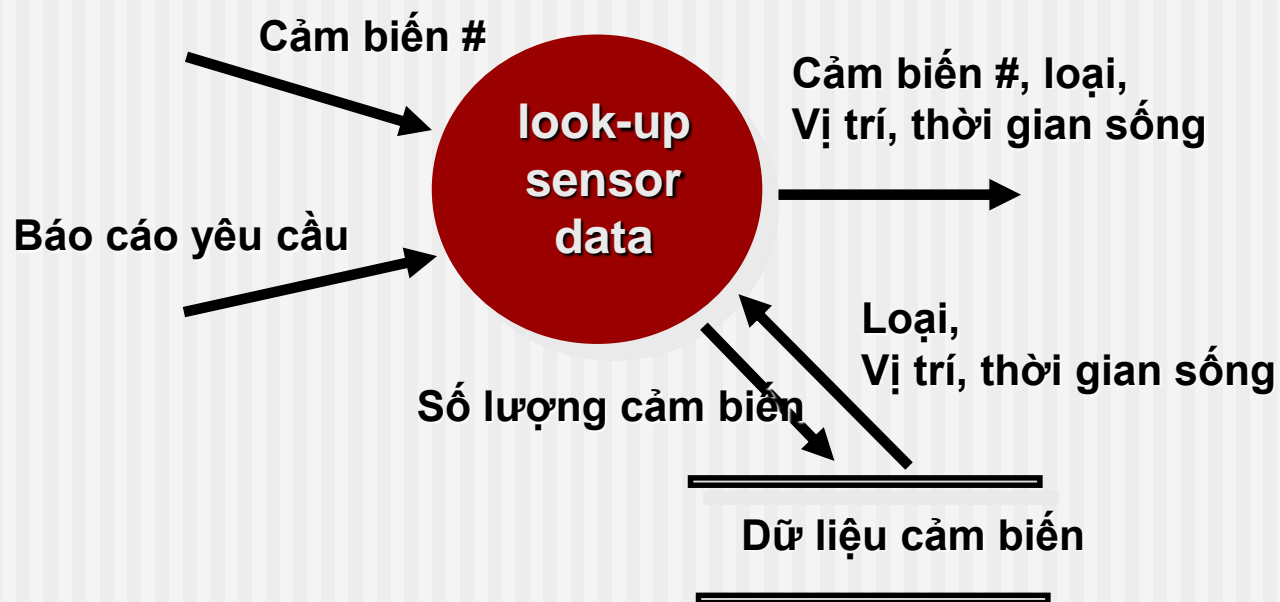 Cảm biến #
look-up
sensor
data
Cảm biến #, loại,
Vị trí, thời gian sống
Báo cáo yêu cầu
Loại,
Vị trí, thời gian sống
Số lượng cảm biến
Dữ liệu cảm biến